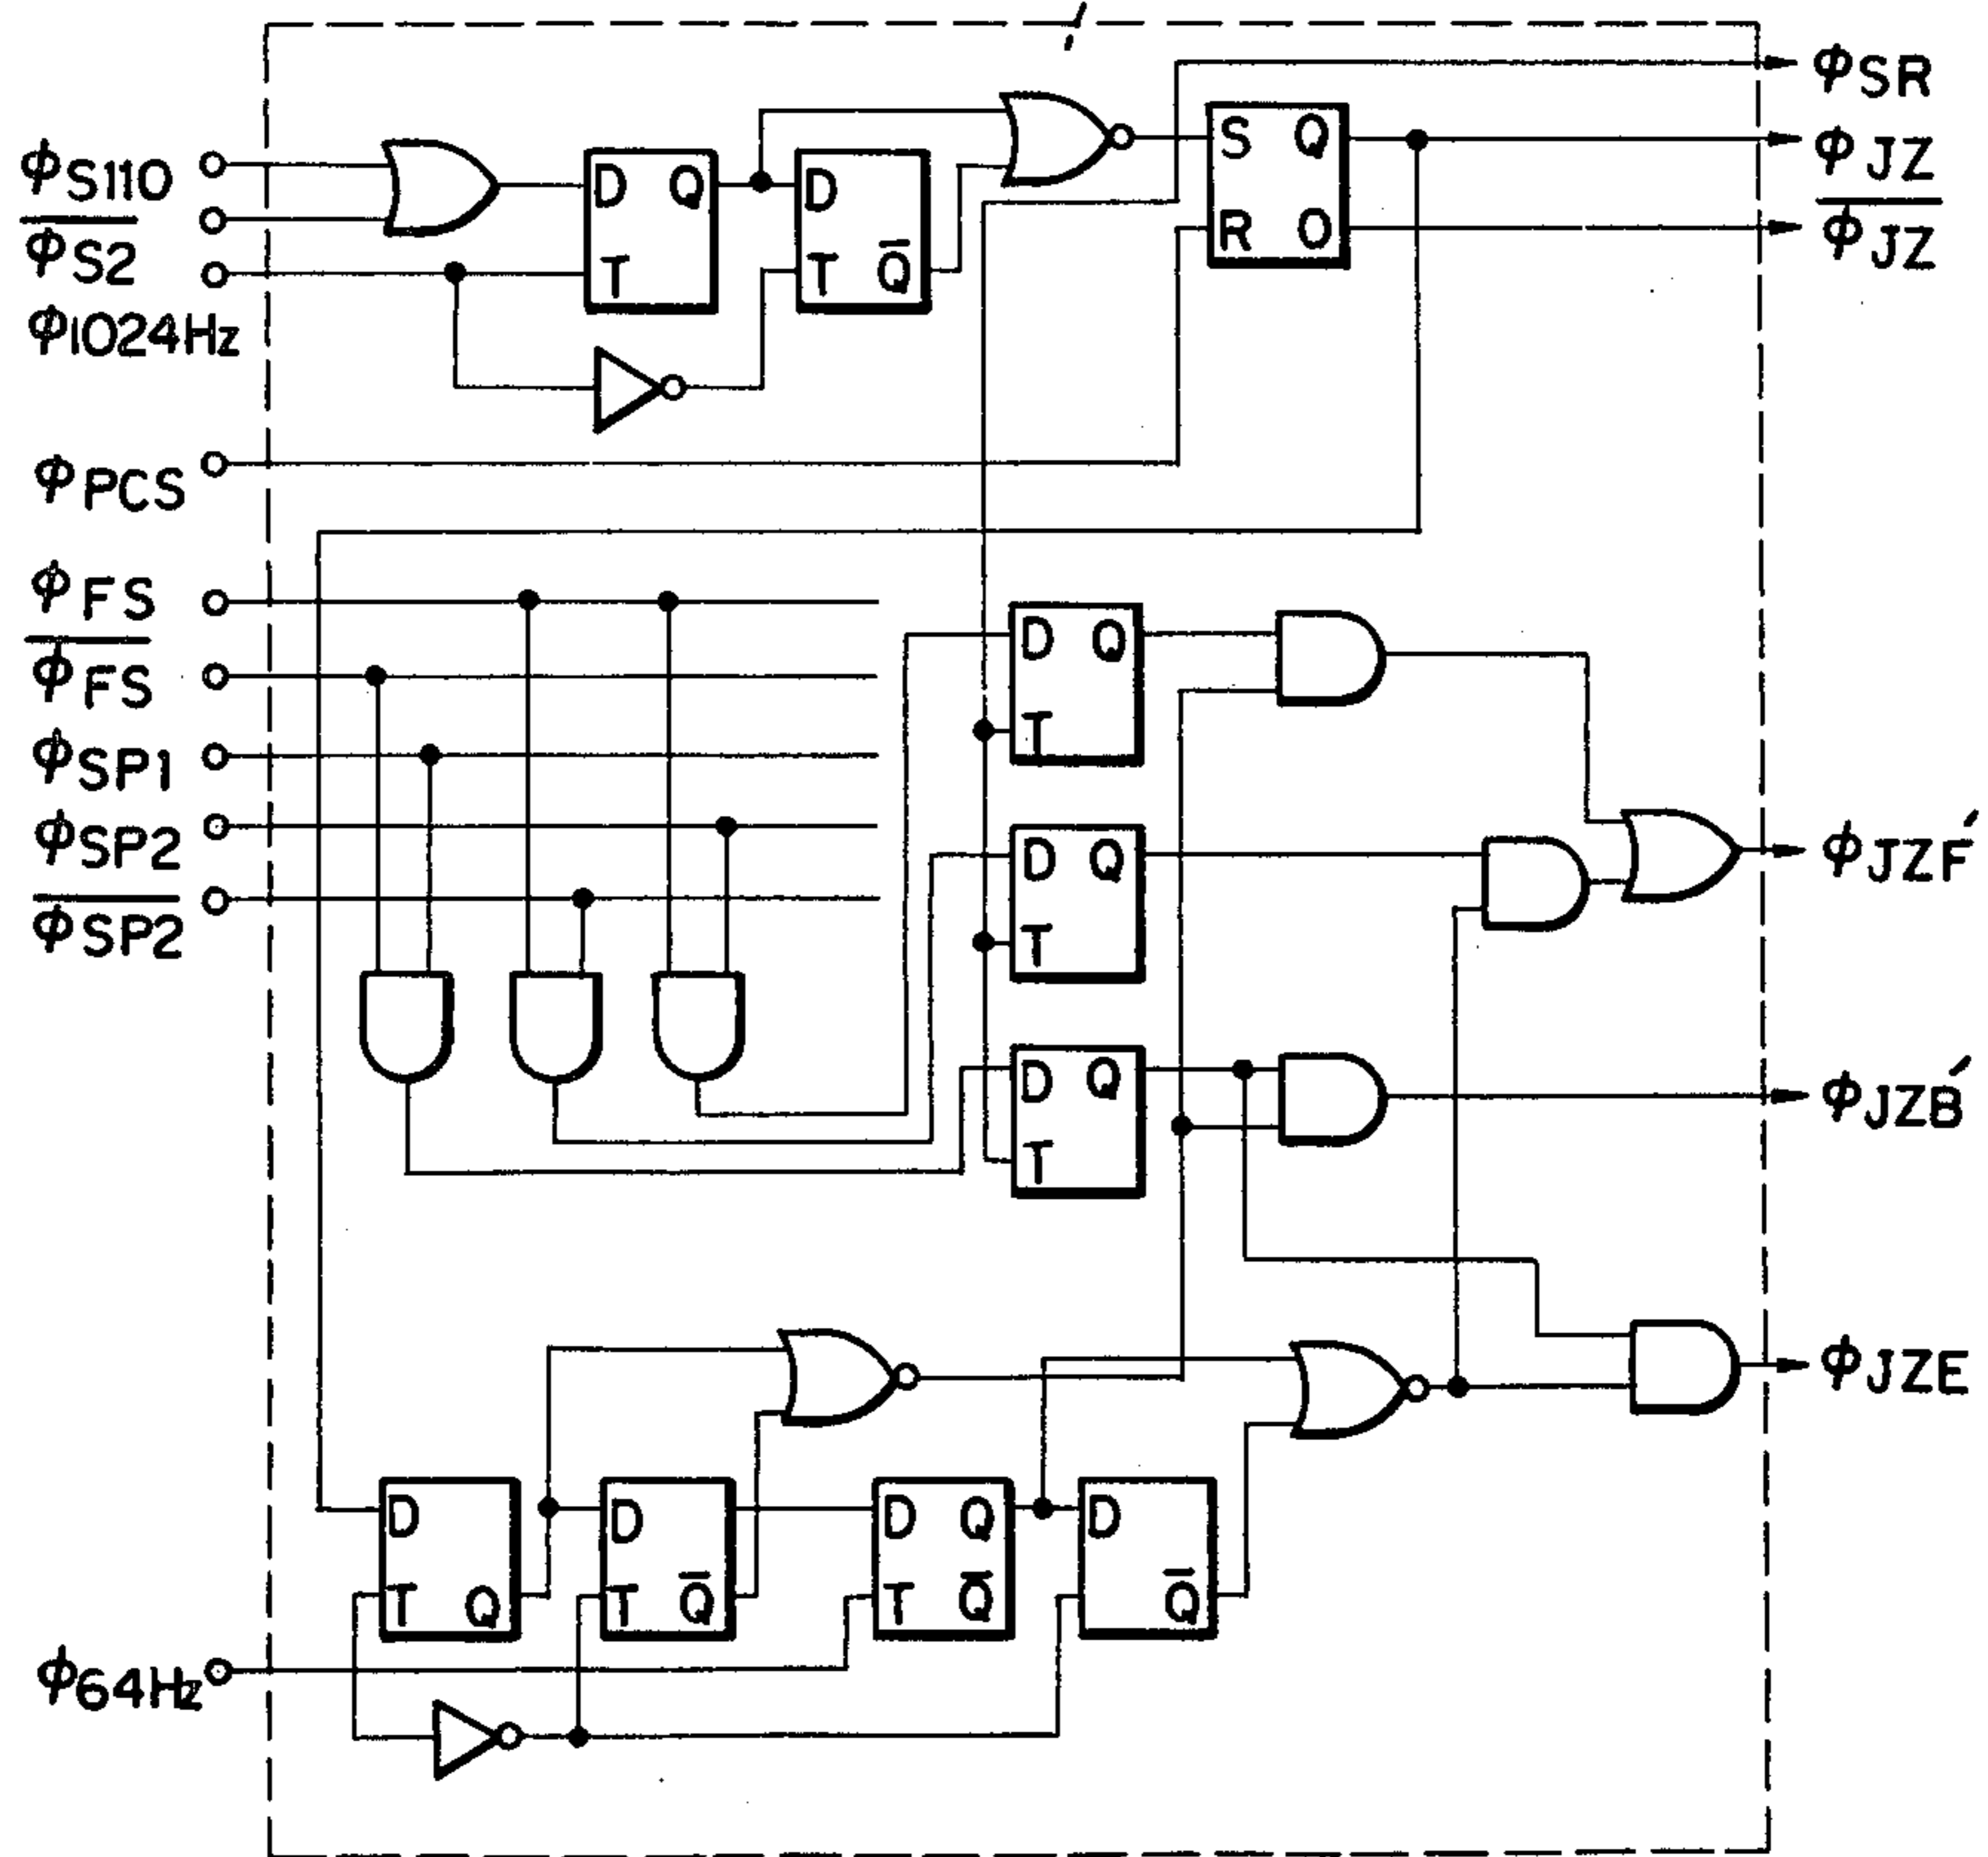 φSR
φS110
S Q
φJZ
D Q
D
φS2
R O
φJZ
T
T Q
φ1024Hz
φPCS
φFS
D Q
φFS
T
φSP1
φSP2
D Q
φJZF'
φSP2
T
D Q
φJZB'
T
φJZE
D
D
D Q
D
T Q
T Q
T Q
Q
φ64Hz